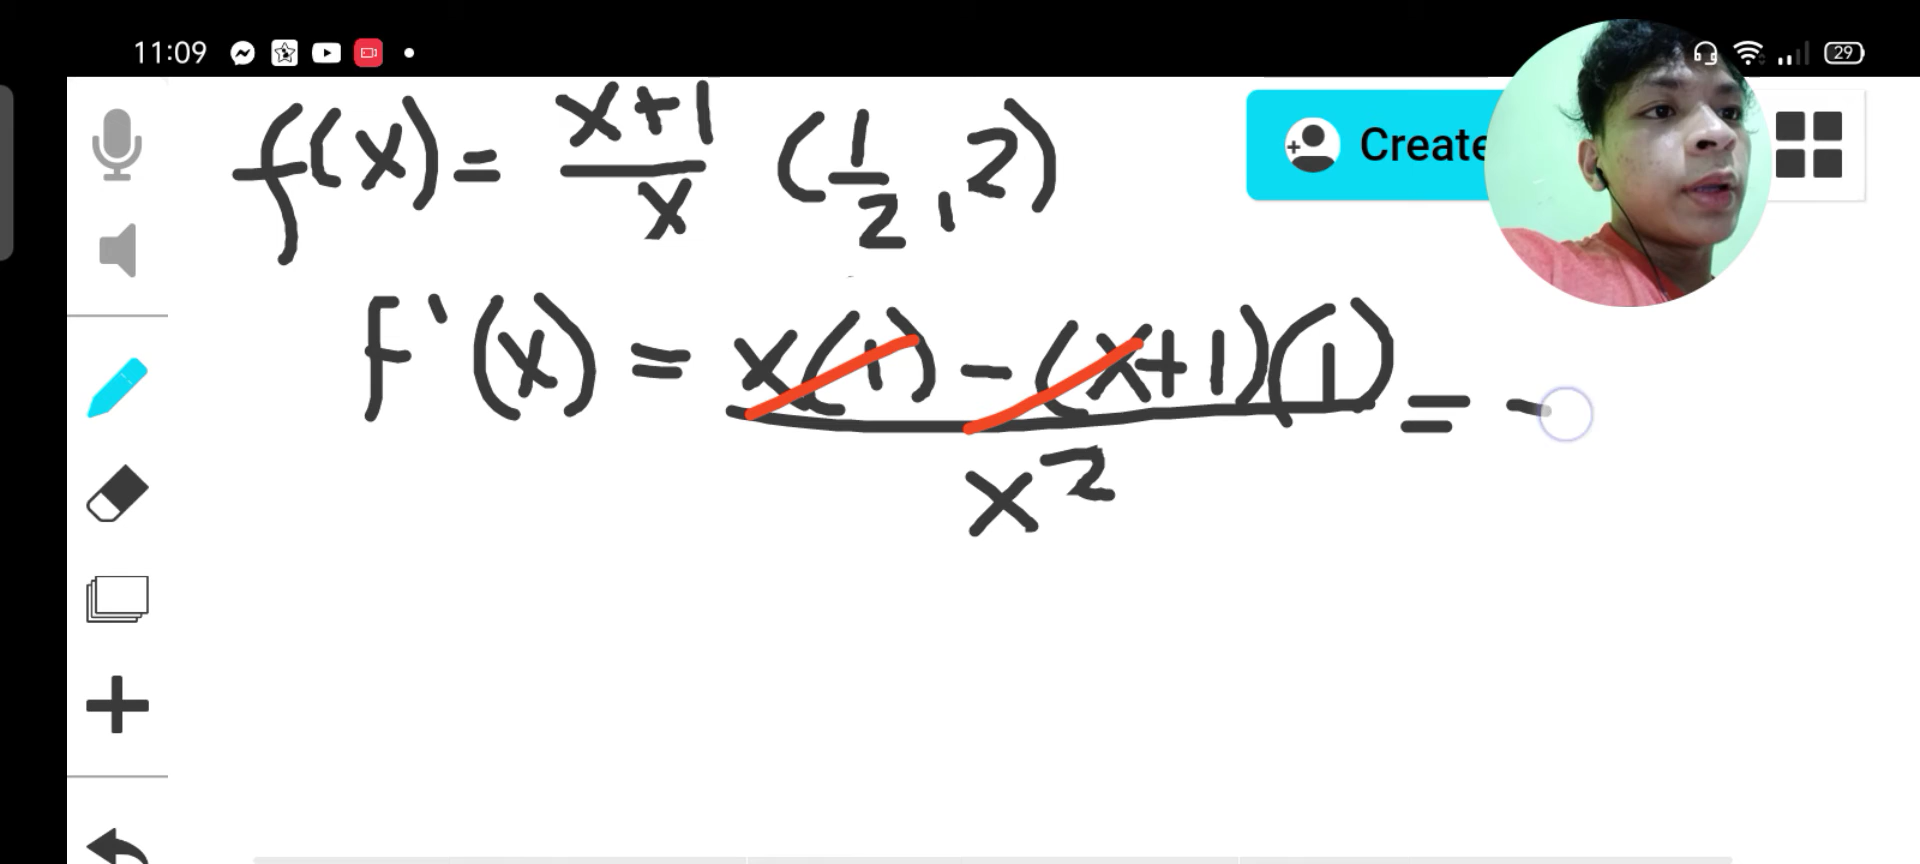 11:09 29
f(x) = x+1/x (1/2, 2)
Create
f'(x) = x(1) - (x+1)(1)/x² = -